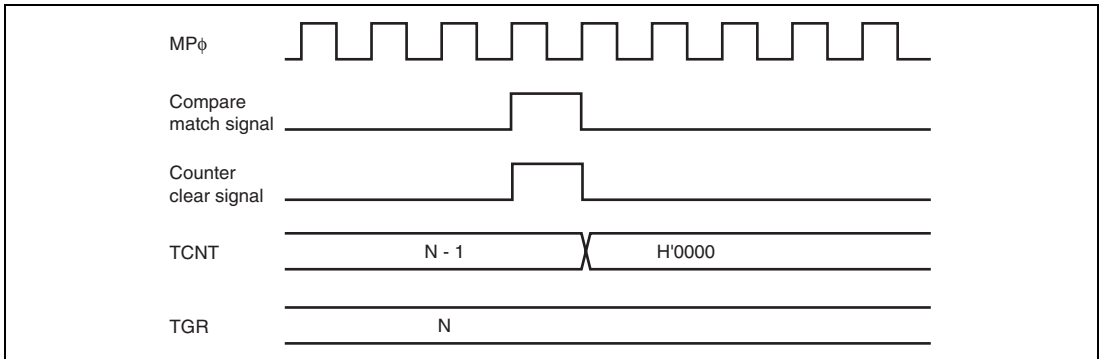 MPϕ
Compare
match signal
Counter
clear signal
TCNT
N - 1
H'0000
TGR
N